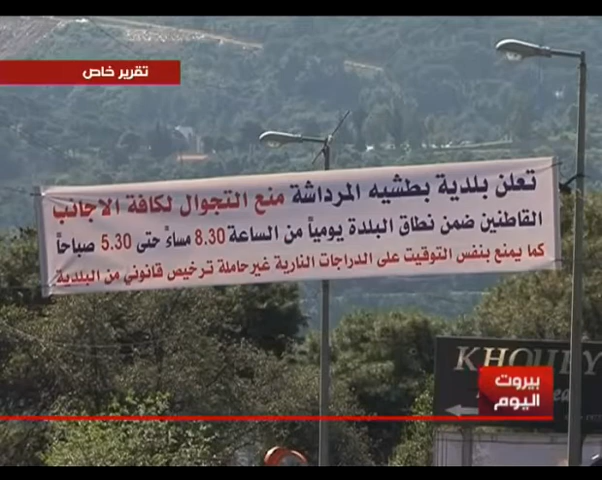 تقرير خاص
تعلن بلدية بطشيه المرداشة منع التجوال لكافة الاجانب
القاطنين ضمن نطاق البلدة يومياً من الساعة 8.30 مساءً حتى 5.30 صباحاً
كما يمنع بنفس التوقيت على الدراجات النارية غير حاملة ترخيص قانوني من البلدية
KHOURY
بيروت
اليوم